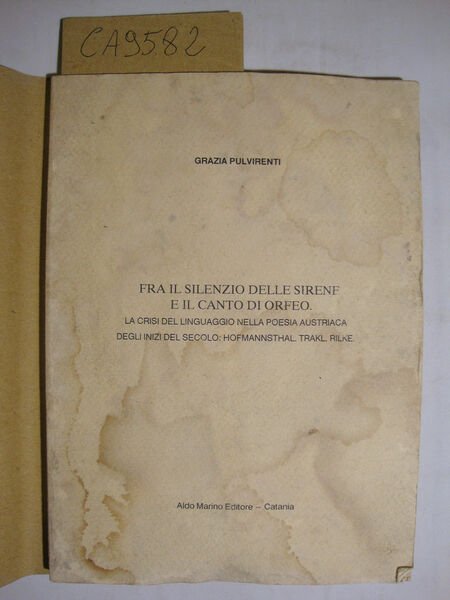 CA9582
GRAZIA PULVIRENTI
FRA IL SILENZIO DELLE SIRENE
E IL CANTO DI ORFEO.
LA CRISI DEL LINGUAGGIO NELLA POESIA AUSTRIACA
DEGLI INIZI DEL SECOLO: HOFMANNSTHAL. TRAKL. RILKE.
Aldo Marino Editore – Catania